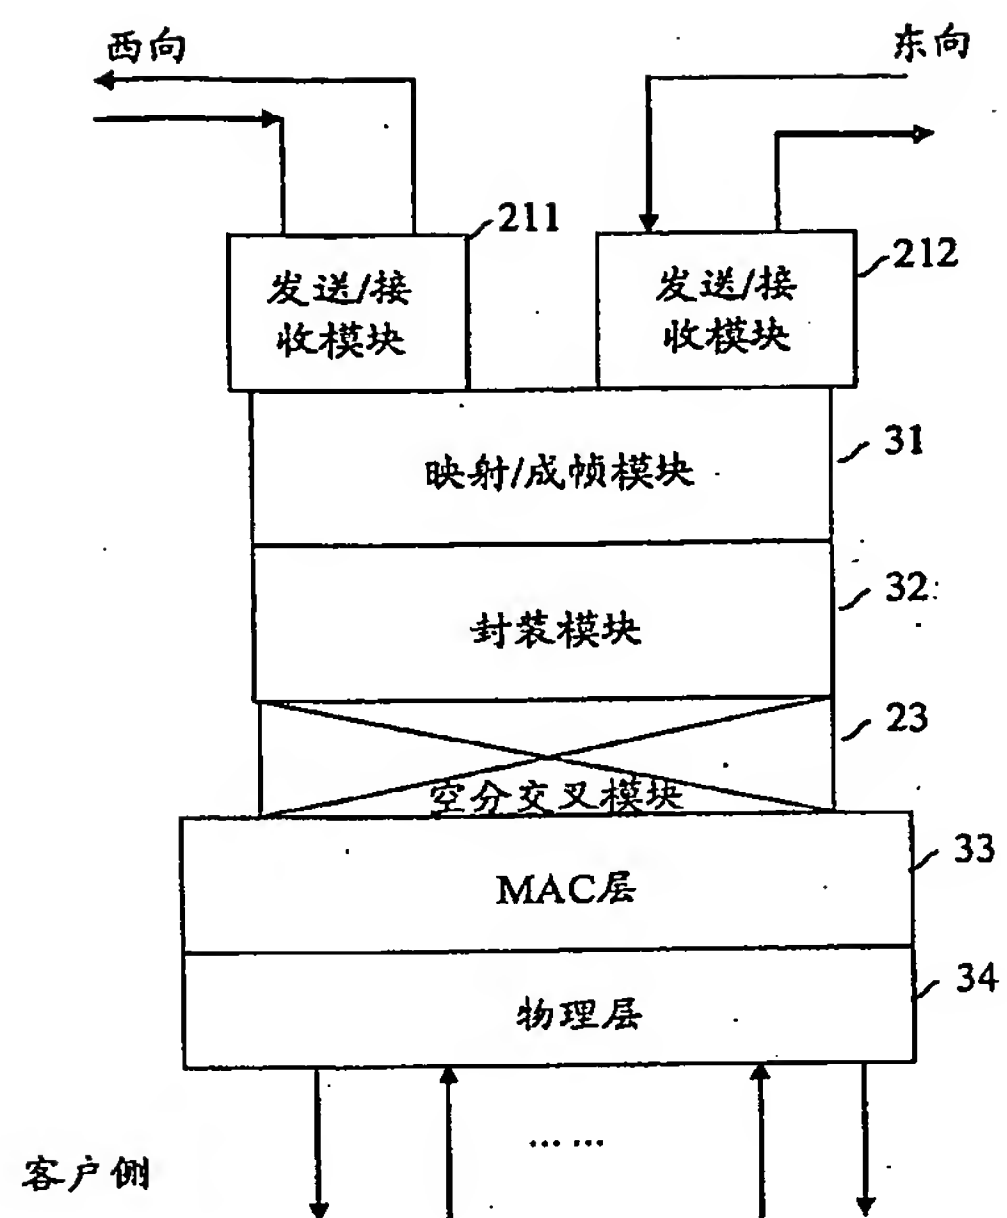 西向
东向
211
212
发送/接
收模块
发送/接
收模块
31
映射/成帧模块
32
封装模块
23
空分交叉模块
33
MAC层
34
物理层
... ...
客户侧